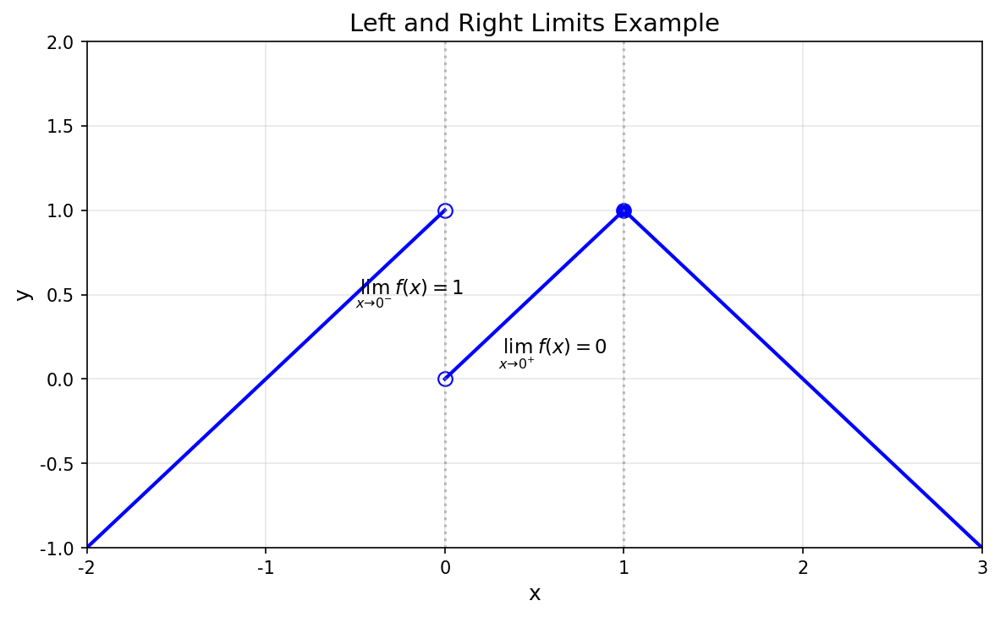 Left and Right Limits Example
2.0
1.5
1.0
0.5
0.0
-0.5
-1.0
y
lim f(x) = 1
x→0⁻
lim f(x) = 0
x→0⁺
-2 -1 0 1 2 3
x